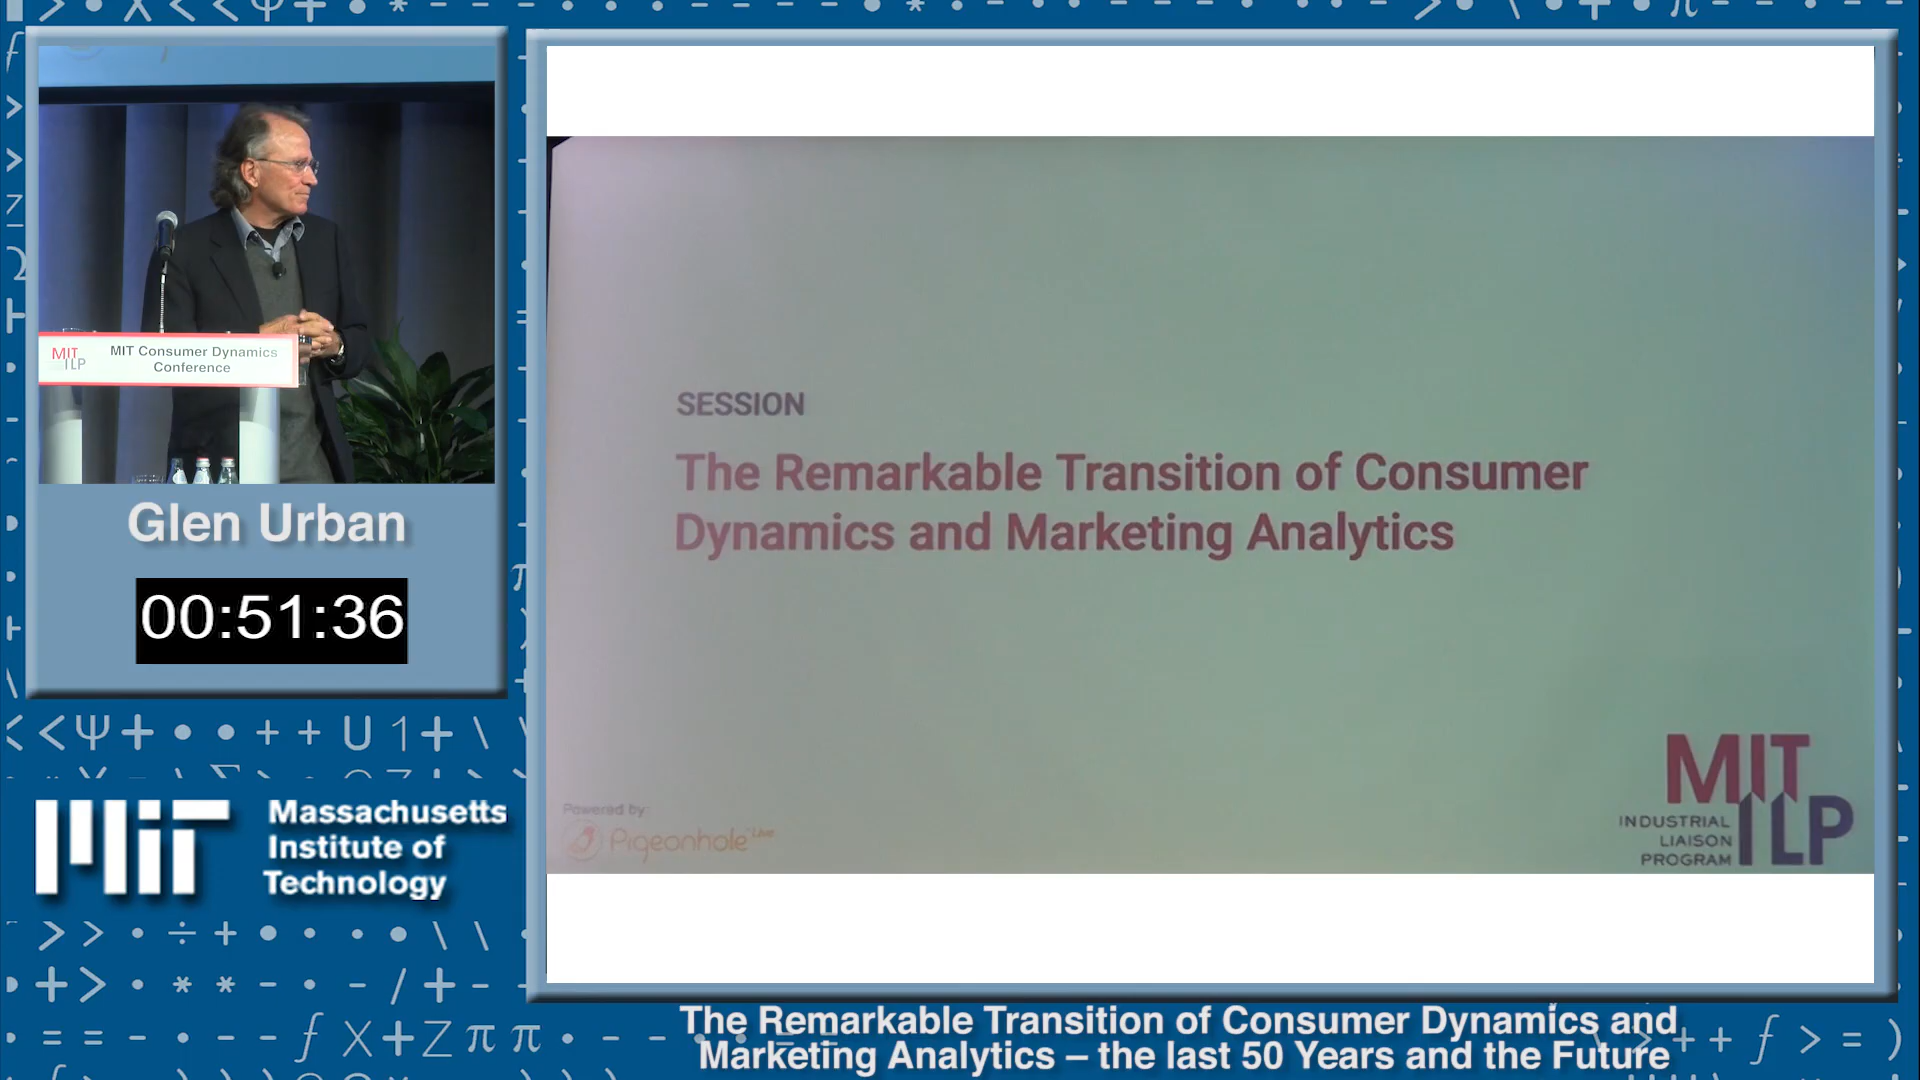 MIT
ILP
MIT Consumer Dynamics
Conference
Glen Urban
00:51:36
Massachusetts
Institute of
Technology
SESSION
The Remarkable Transition of Consumer
Dynamics and Marketing Analytics
Powered by:
Pigeonhole Live
MIT
ILP
INDUSTRIAL
LIAISON
PROGRAM
The Remarkable Transition of Consumer Dynamics and
Marketing Analytics – the last 50 Years and the Future